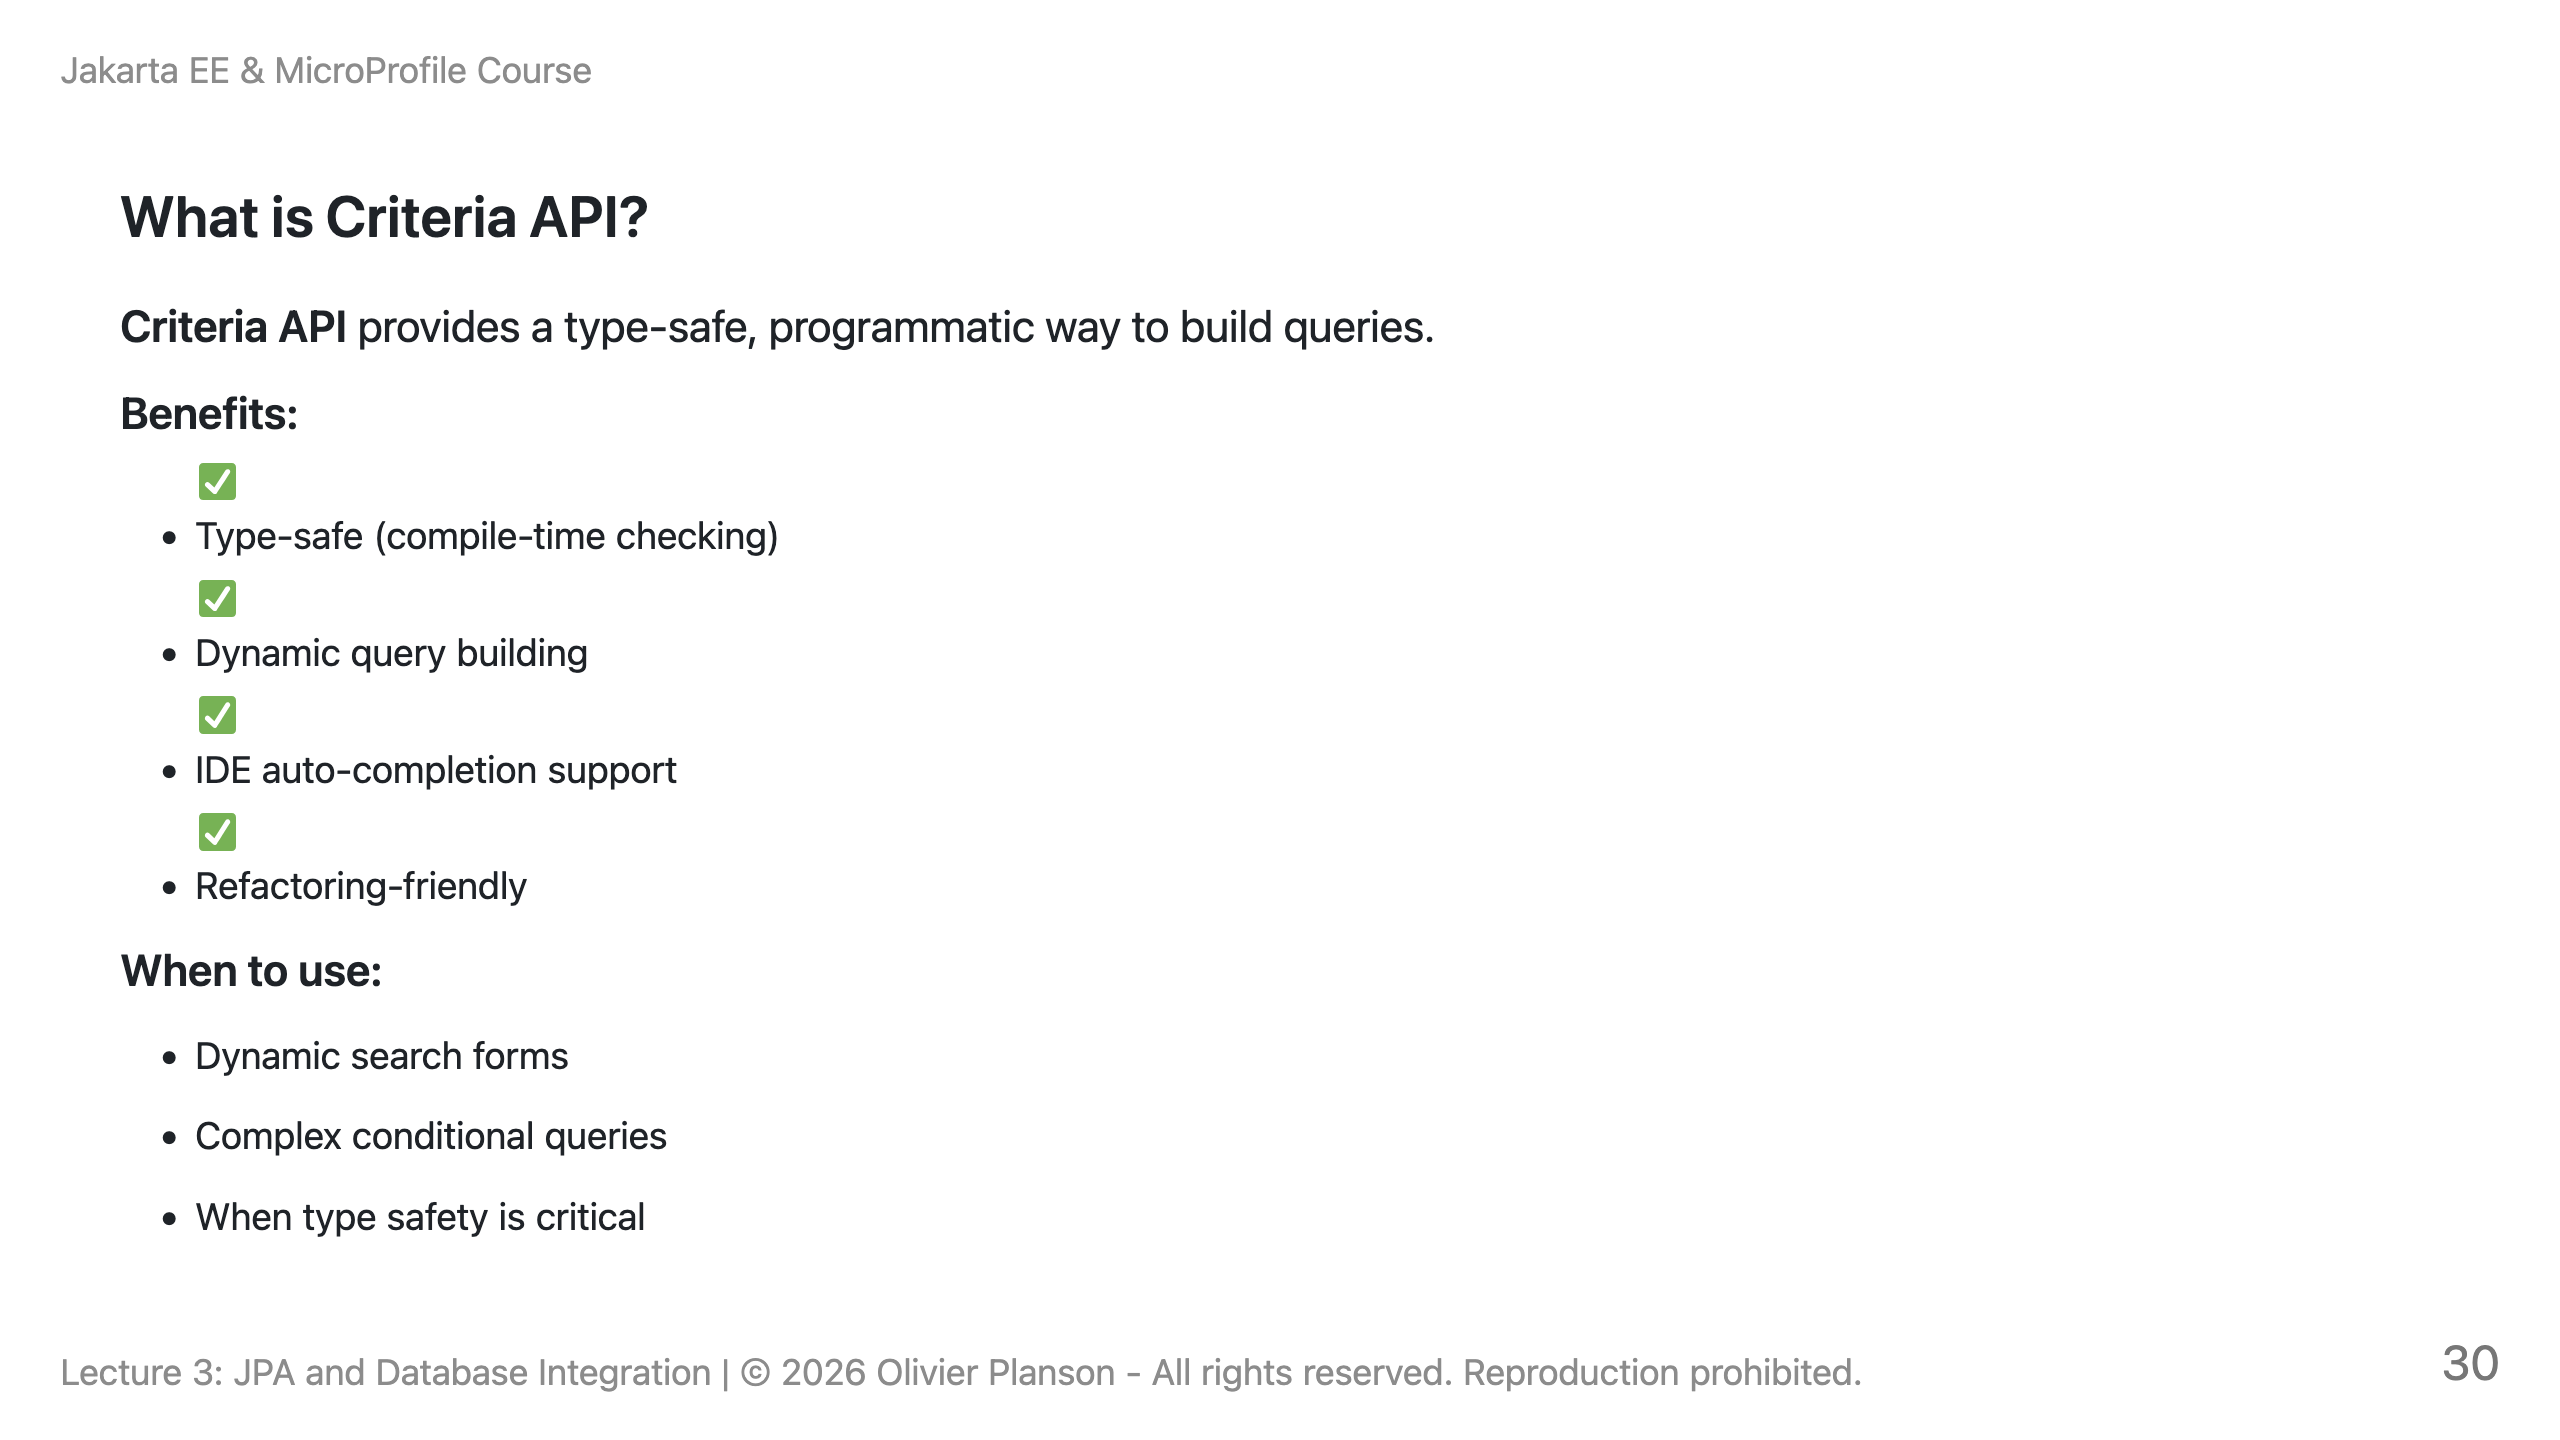 Jakarta EE & MicroProfile Course
What is Criteria API?
Criteria API provides a type-safe, programmatic way to build queries.
Benefits:
✅
• Type-safe (compile-time checking)
✅
• Dynamic query building
✅
• IDE auto-completion support
✅
• Refactoring-friendly
When to use:
• Dynamic search forms
• Complex conditional queries
• When type safety is critical
Lecture 3: JPA and Database Integration | © 2026 Olivier Planson - All rights reserved. Reproduction prohibited.
30